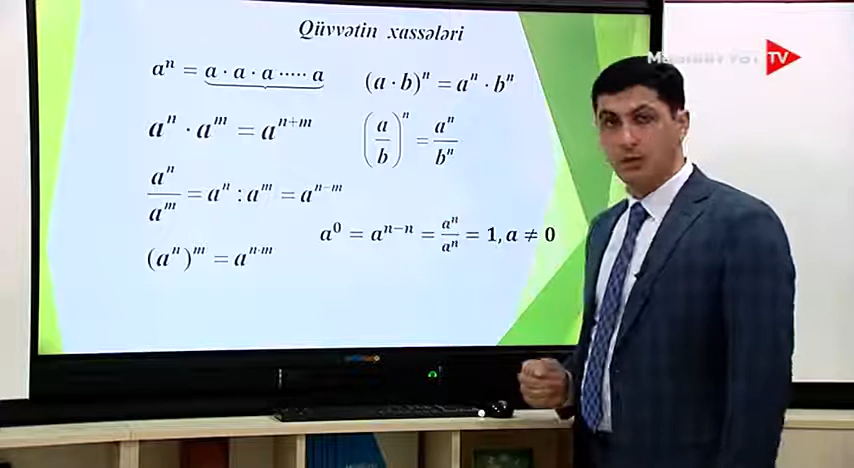 Qüvvətin xassələri
aⁿ = a · a · a ····· a
(a · b)ⁿ = aⁿ · bⁿ
aⁿ · aᵐ = aⁿ⁺ᵐ
(a/b)ⁿ = aⁿ/bⁿ
aⁿ/aᵐ = aⁿ : aᵐ = aⁿ⁻ᵐ
a⁰ = aⁿ⁻ⁿ = aⁿ/aⁿ = 1, a ≠ 0
(aⁿ)ᵐ = aⁿ·ᵐ
TV